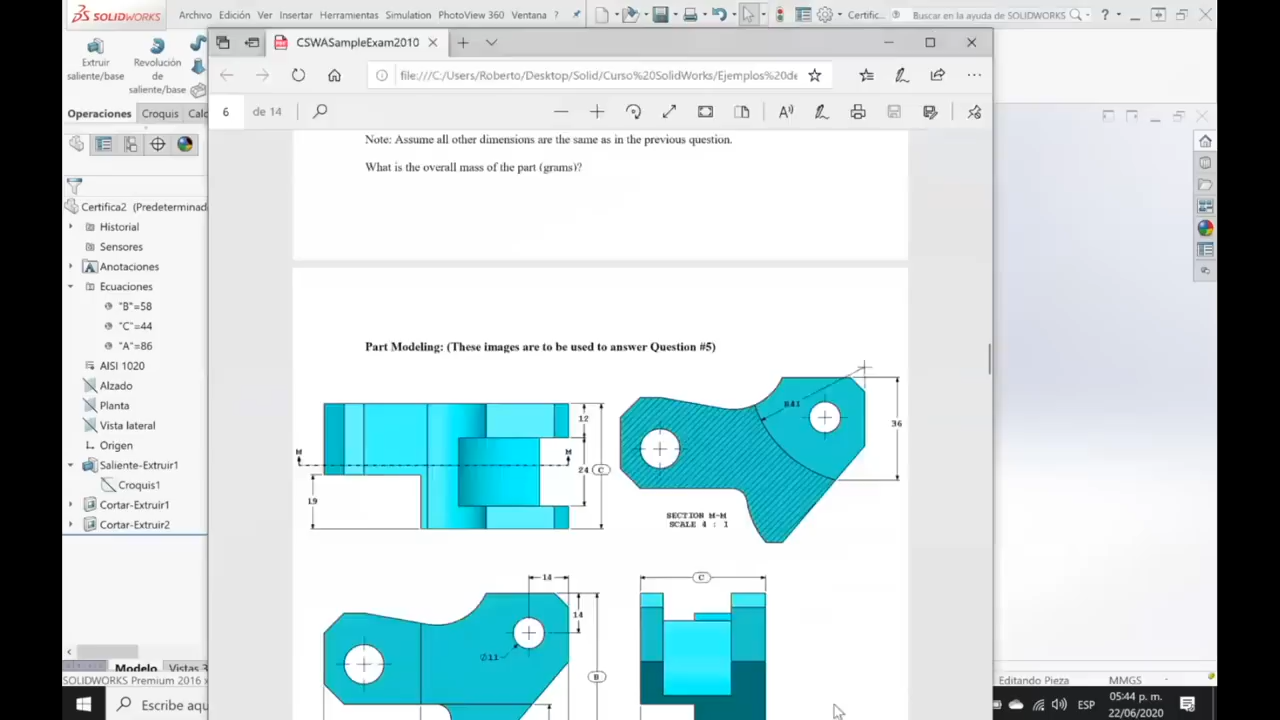 SOLIDWORKS Archivo Edición Ver Insertar Herramientas Simulation PhotoView 360 Ventana ? Certific... Buscar en la ayuda de SOLIDWORKS ?
Extruir saliente/base
Revolución de saliente/base
Operaciones Croquis Calc
CSWASampleExam2010
file:///C:/Users/Roberto/Desktop/Solid/Curso%20SolidWorks/Ejemplos%20de
6 de 14
Certifica2 (Predeterminad
Historial
Sensores
Anotaciones
Ecuaciones
"B"=58
"C"=44
"A"=86
AISI 1020
Alzado
Planta
Vista lateral
Origen
Saliente-Extruir1
Croquis1
Cortar-Extruir1
Cortar-Extruir2
Note: Assume all other dimensions are the same as in the previous question.
What is the overall mass of the part (grams)?
Part Modeling: (These images are to be used to answer Question #5)
M M
12
24 C
19
R41
36
SECTION M-M
SCALE 4 : 1
14
14
Ø11
B
C
Modelo Vistas 3
SOLIDWORKS Premium 2016 x
Editando Pieza MMGS
Escribe aqu
ESP
05:44 p. m.
22/06/2020